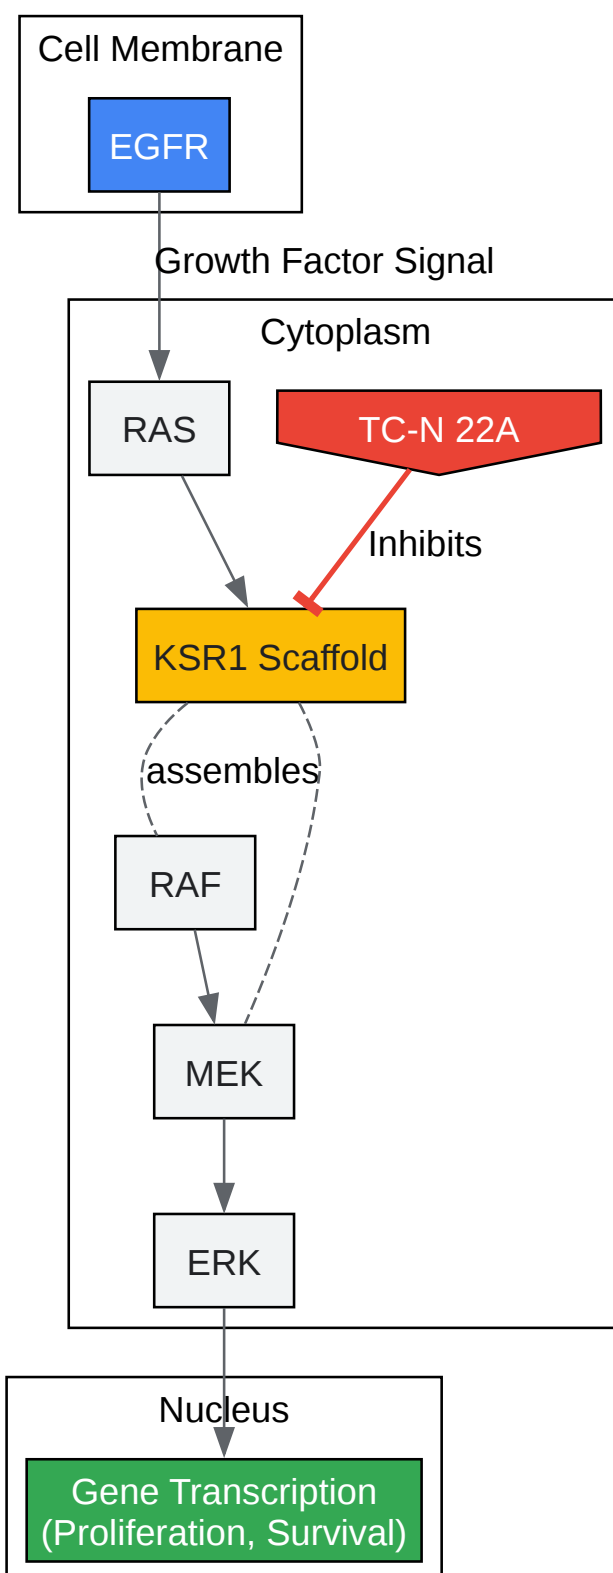 Cell Membrane
EGFR
Growth Factor Signal
Cytoplasm
RAS
TC-N 22A
Inhibits
KSR1 Scaffold
assembles
RAF
MEK
ERK
Nucleus
Gene Transcription
(Proliferation, Survival)